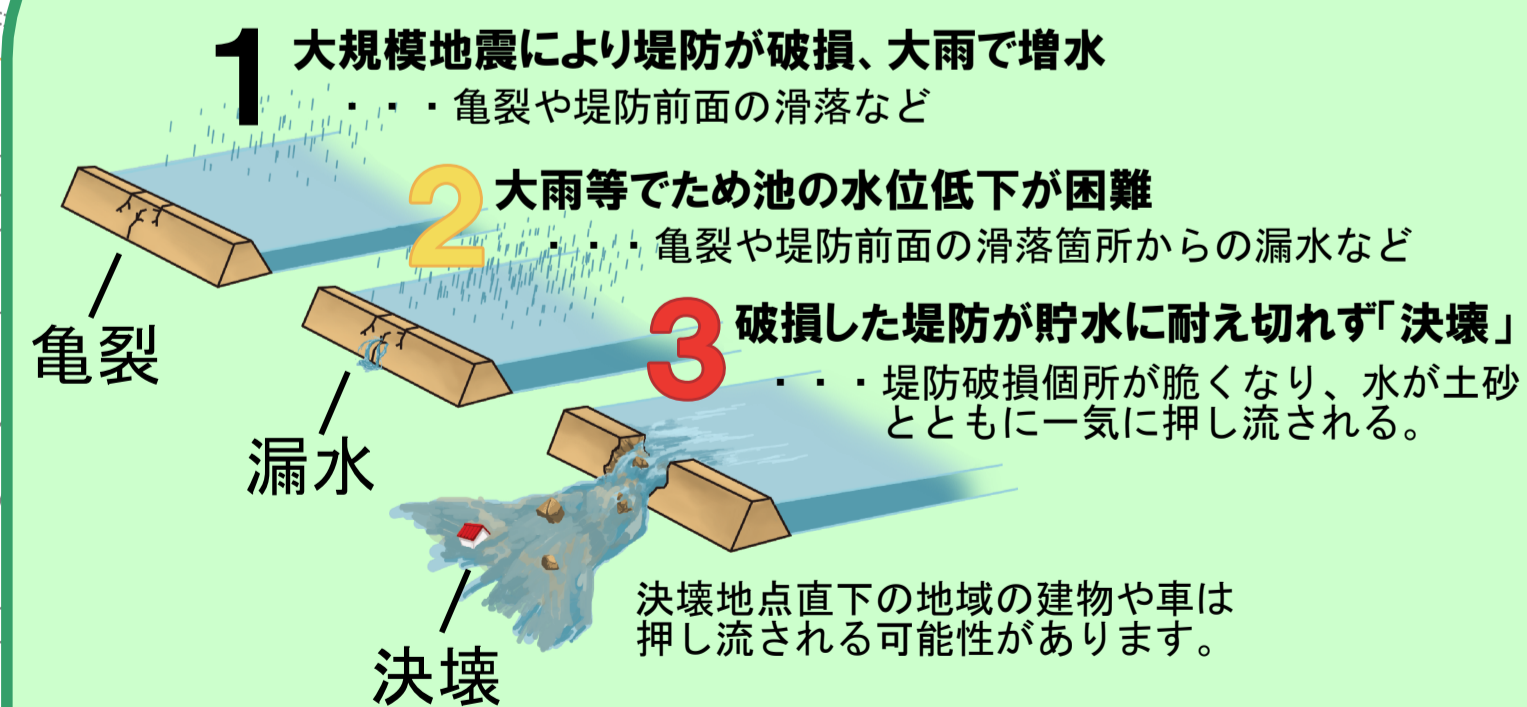 1 大規模地震により堤防が破損、大雨で増水
・・・亀裂や堤防前面の滑落など
2 大雨等でため池の水位低下が困難
・・・亀裂や堤防前面の滑落箇所からの漏水など
3 破損した堤防が貯水に耐え切れず「決壊」
・・・堤防破損個所が脆くなり、水が土砂
とともに一気に押し流される。
亀裂
漏水
決壊
決壊地点直下の地域の建物や車は
押し流される可能性があります。